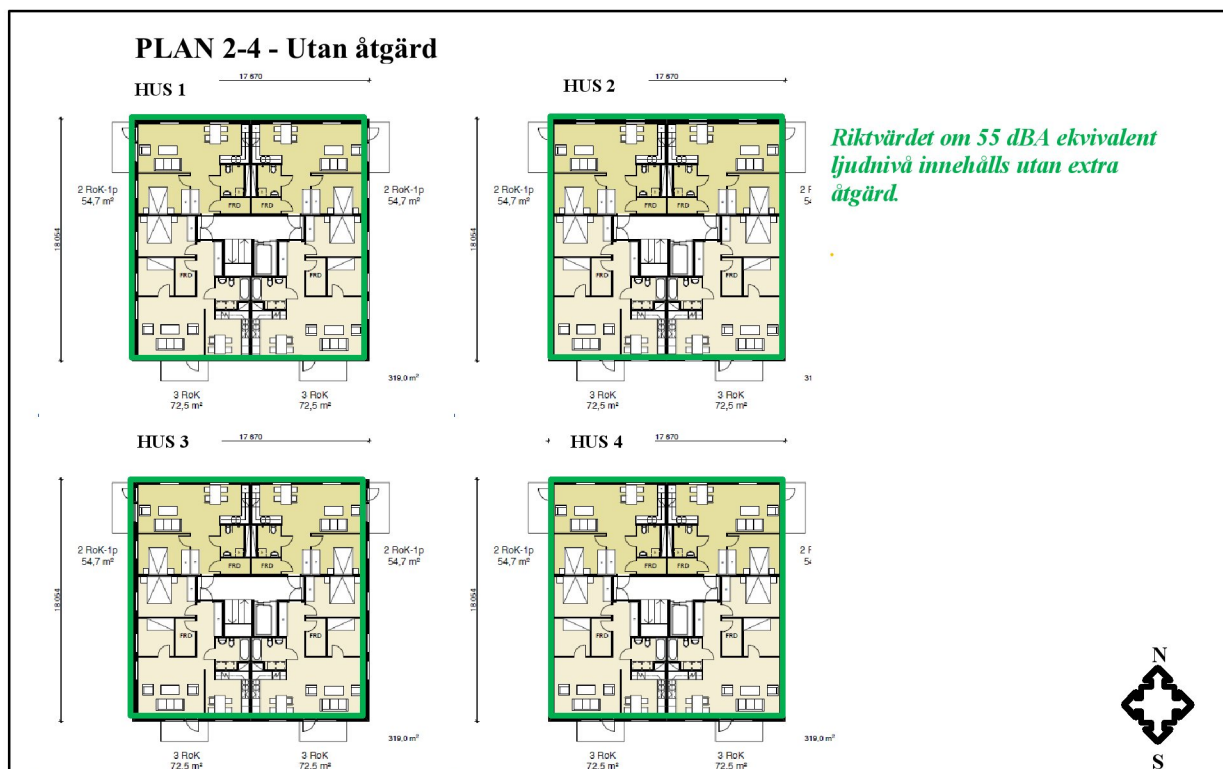 PLAN 2-4 - Utan åtgärd
17 670
HUS 1
18.054
2 RoK-1p
54,7 m²
2 RoK-1p
54,7 m²
FRD
FRD
FRD
FRD
3 RoK
72,5 m²
3 RoK
72,5 m²
319,0 m²
17 670
HUS 2
18.054
2 RoK-1p
54,7 m²
2 F
54
FRD
FRD
FRD
FRD
3 RoK
72,5 m²
3 RoK
72,5 m²
31
Riktvärdet om 55 dBA ekvivalent
ljudnivå innehålls utan extra
åtgärd.
17 670
HUS 3
18.054
2 RoK-1p
54,7 m²
2 RoK-1p
54,7 m²
FRD
FRD
FRD
FRD
3 RoK
72,5 m²
3 RoK
72,5 m²
319,0 m²
17 670
HUS 4
18.054
2 RoK-1p
54,7 m²
2 F
54
FRD
FRD
FRD
FRD
3 RoK
72,5 m²
3 RoK
72,5 m²
319,0 m²
N
S